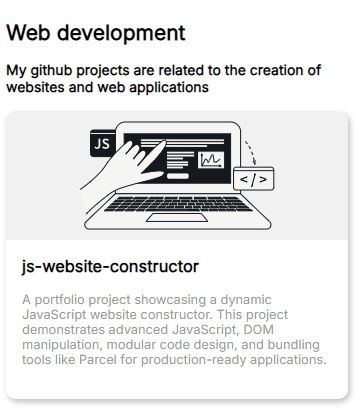 Web development
My github projects are related to the creation of
websites and web applications
JS
</>
js-website-constructor
A portfolio project showcasing a dynamic
JavaScript website constructor. This project
demonstrates advanced JavaScript, DOM
manipulation, modular code design, and bundling
tools like Parcel for production-ready applications.